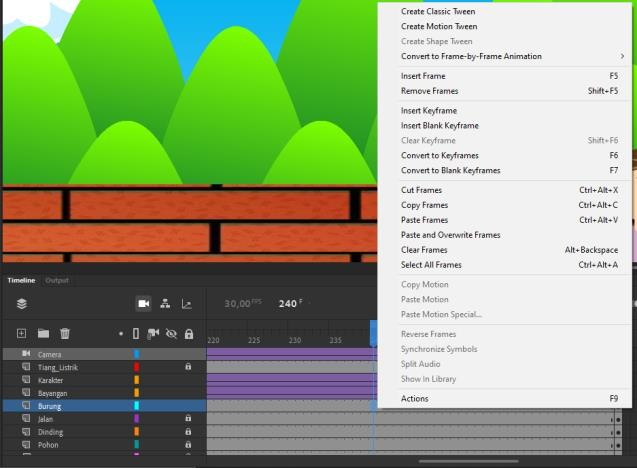 Create Classic Tween
Create Motion Tween
Create Shape Tween
Convert to Frame-by-Frame Animation
Insert Frame F5
Remove Frames Shift+F5
Insert Keyframe
Insert Blank Keyframe
Clear Keyframe Shift+F6
Convert to Keyframes F6
Convert to Blank Keyframes F7
Cut Frames Ctrl+Alt+X
Copy Frames Ctrl+Alt+C
Paste Frames Ctrl+Alt+V
Paste and Overwrite Frames
Clear Frames Alt+Backspace
Select All Frames Ctrl+Alt+A
Copy Motion
Paste Motion
Paste Motion Special...
Reverse Frames
Synchronize Symbols
Split Audio
Show In Library
Actions F9
Timeline Output
30,00 FPS 240 F
220 225 230 235
Camera
Tiang_Listrik
Karakter
Bayangan
Burung
Jalan
Dinding
Pohon